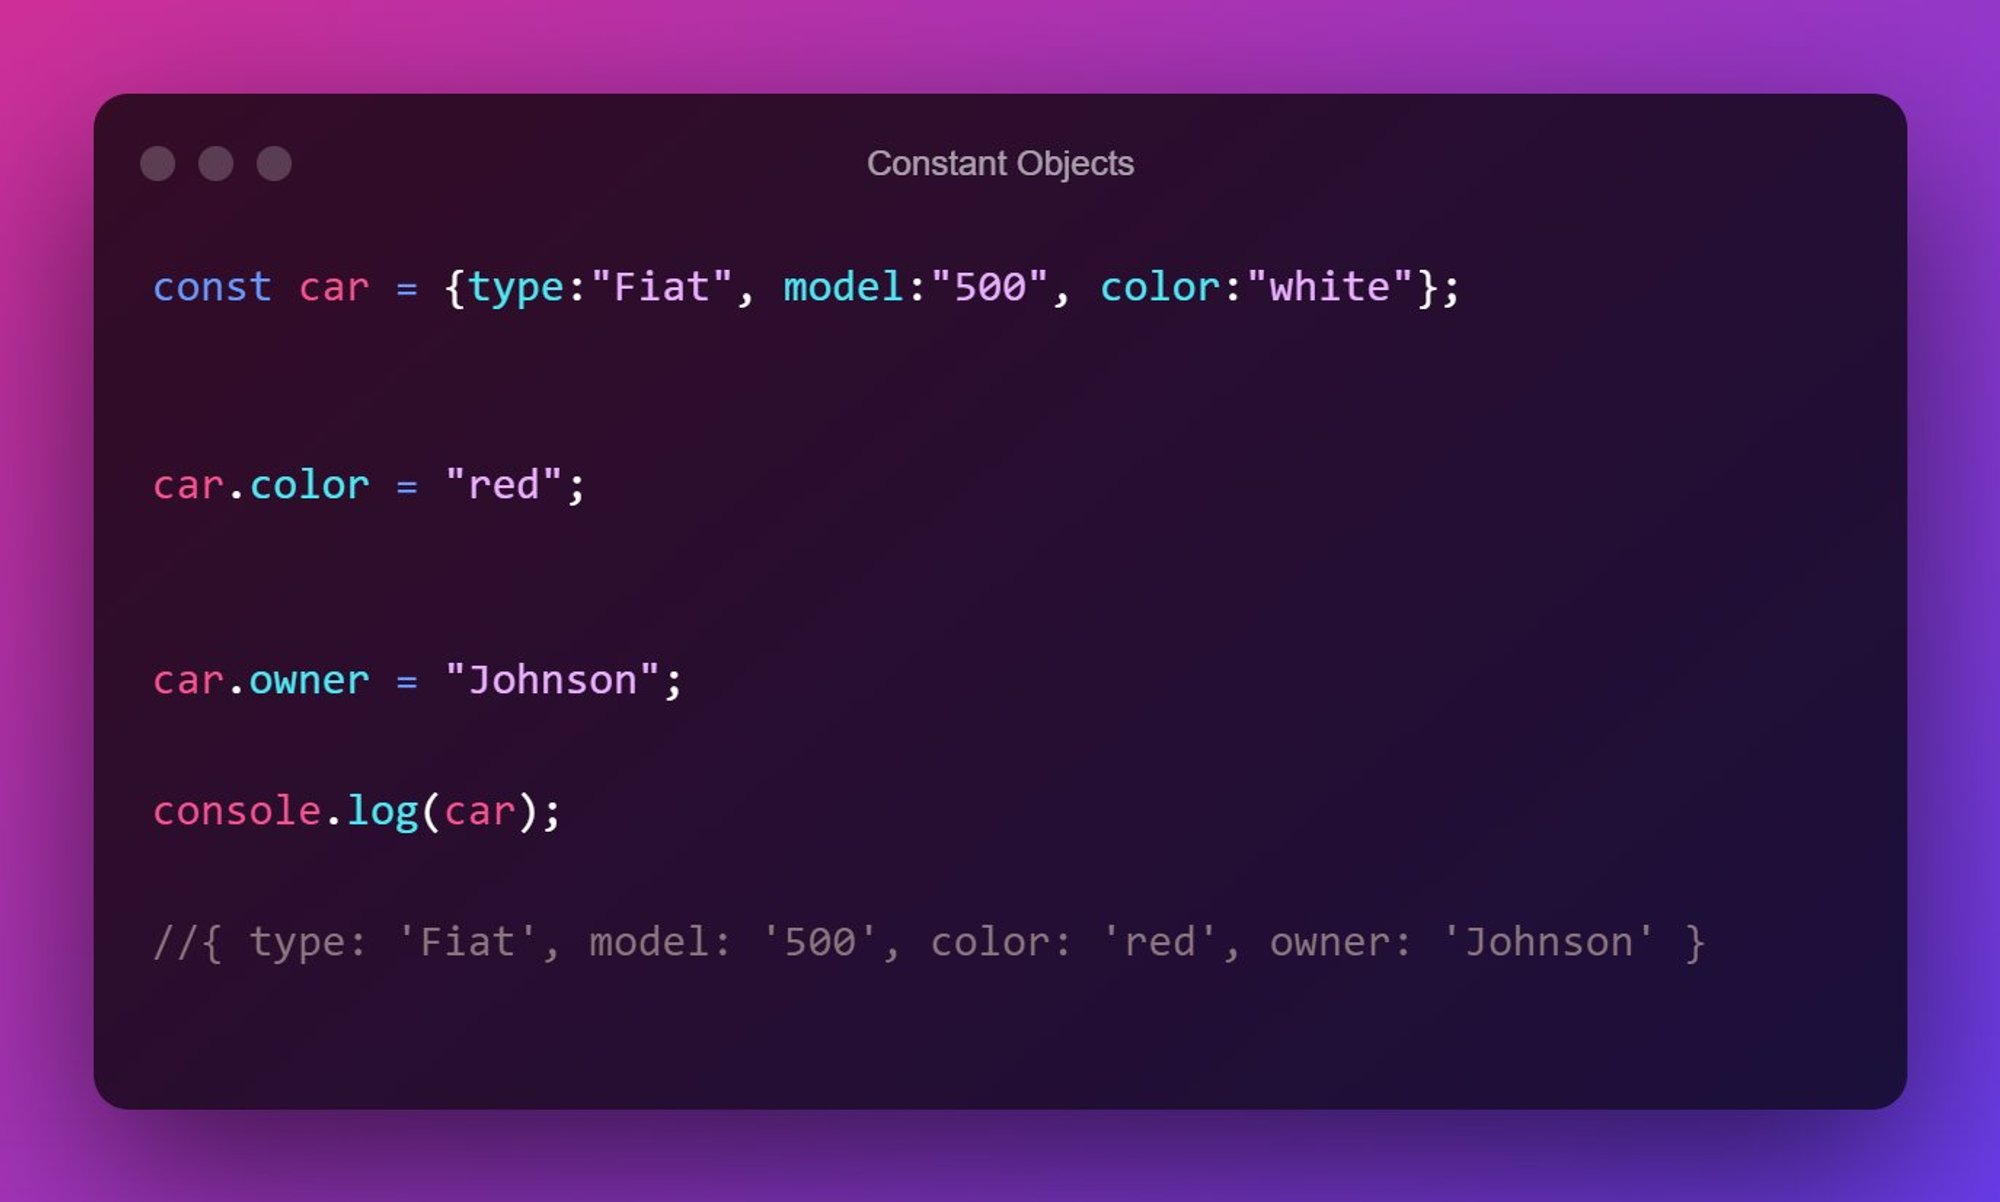 Constant Objects
const car = {type:"Fiat", model:"500", color:"white"};
car.color = "red";
car.owner = "Johnson";
console.log(car);
//{ type: 'Fiat', model: '500', color: 'red', owner: 'Johnson' }